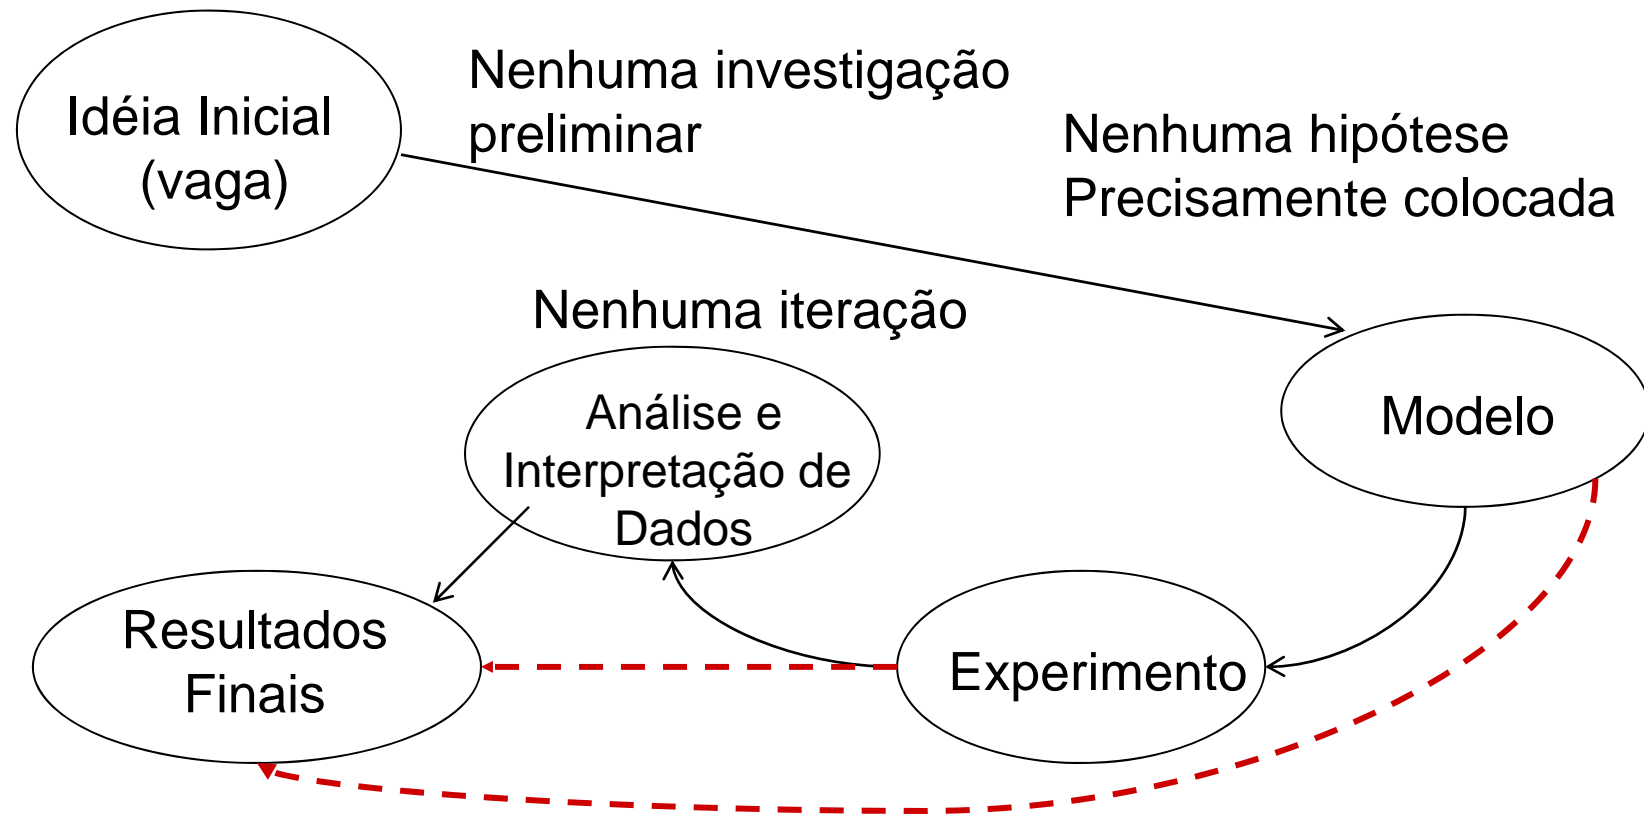 Idéia Inicial
(vaga)
Nenhuma investigação
preliminar
Nenhuma hipótese
Precisamente colocada
Nenhuma iteração
Análise e
Interpretação de
Dados
Modelo
Resultados
Finais
Experimento